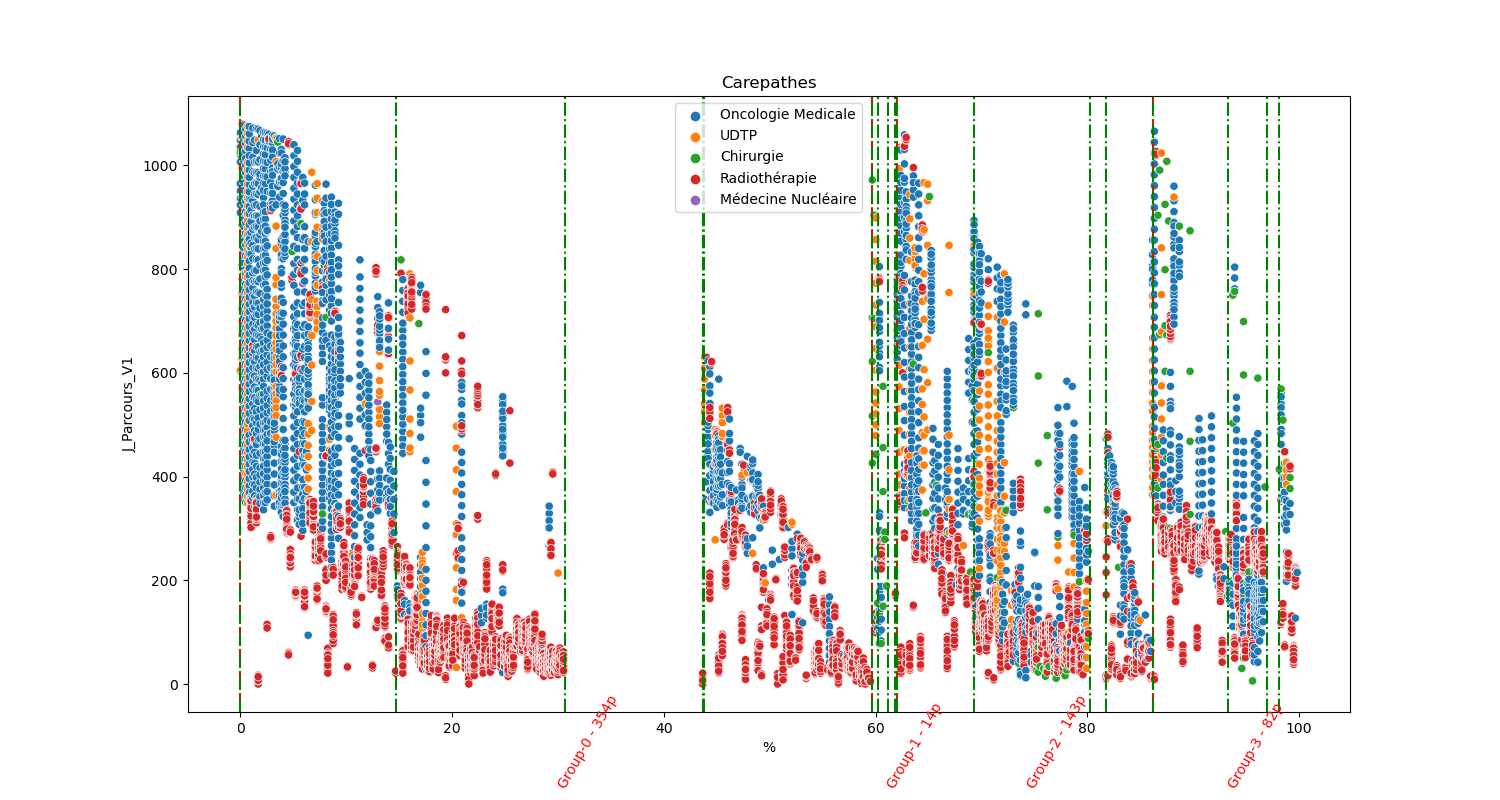 Carepathes
Oncologie Medicale
UDTP
Chirurgie
Radiothérapie
Médecine Nucléaire
J_Parcours_V1
1000
800
600
400
200
0
0 20 40 60 80 100
%
Group-0 - 354p
Group-1 - 14p
Group-2 - 143p
Group-3 - 82p